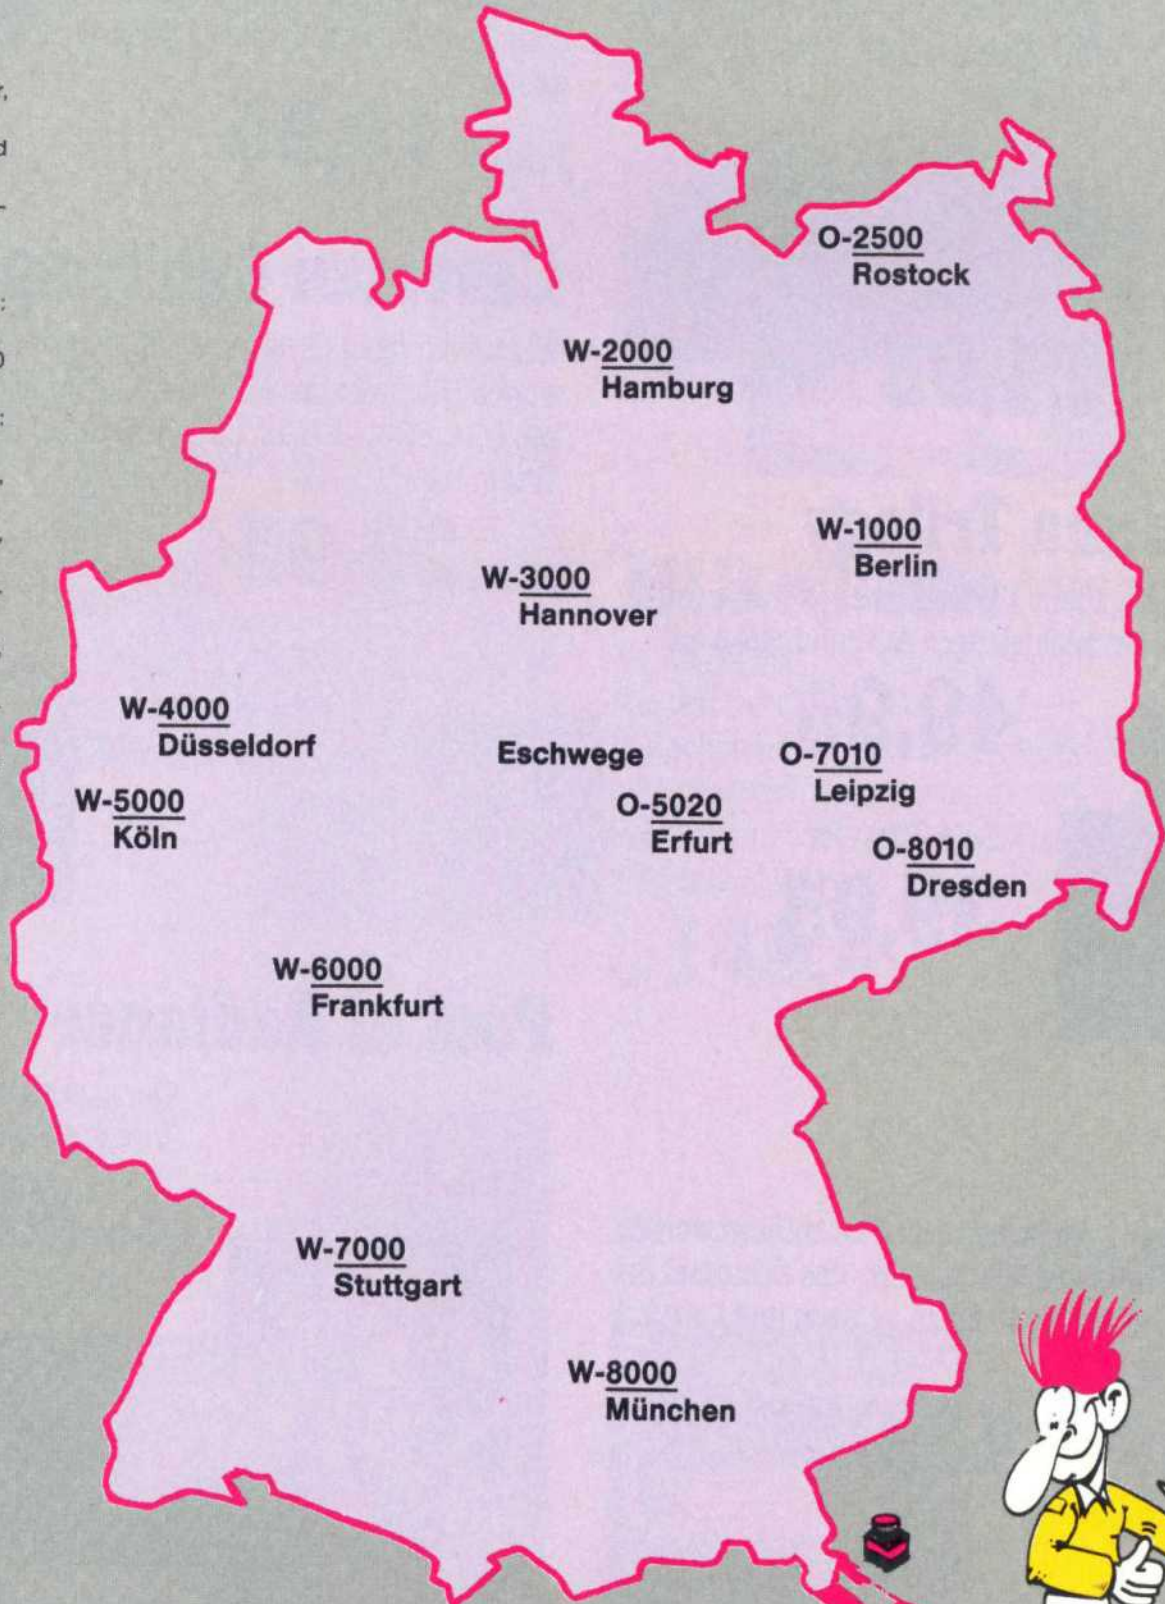 O-2500
Rostock
W-2000
Hamburg
W-1000
Berlin
W-3000
Hannover
W-4000
Düsseldorf
Eschwege
O-7010
Leipzig
W-5000
Köln
O-5020
Erfurt
O-8010
Dresden
W-6000
Frankfurt
W-7000
Stuttgart
W-8000
München